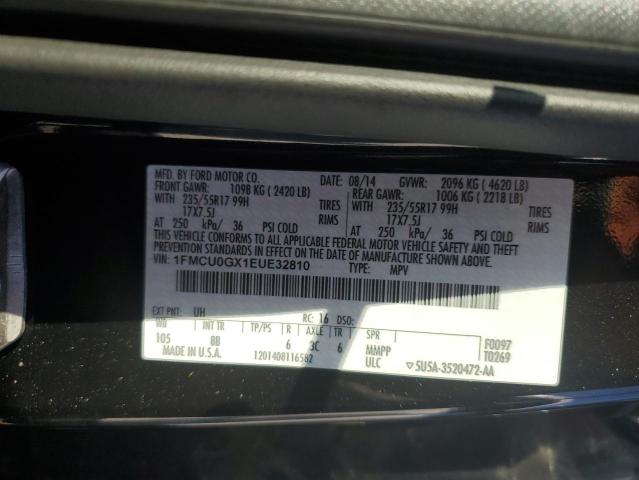 MFD. BY FORD MOTOR CO.
DATE: 08/14 GVWR: 2096 KG ( 4620 LB)
FRONT GAWR: 1098 KG ( 2420 LB) REAR GAWR: 1006 KG ( 2218 LB)
WITH 235/55R17 99H TIRES WITH 235/55R17 99H TIRES
17X7.5J RIMS 17X7.5J RIMS
AT 250 kPa/ 36 PSI COLD AT 250 kPa/ 36 PSI COLD
THIS VEHICLE CONFORMS TO ALL APPLICABLE FEDERAL MOTOR VEHICLE SAFETY AND BUMPER
STANDARDS AND THEFT PREVENTION STANDARDS IN EFFECT ON THE DATE OF
MANUFACTURE SHOWN ABOVE.
VIN: 1FMCU0GX1EUE32810
TYPE: MPV
EXT PNT: UH RC: 16 DSO:
WB INT TR TP/PS R AXLE TR SPR
105 BB 6 3C 6 MMPP F0097
ULC T0269
MADE IN U.S.A. 1201408116582 5U5A-3520472-AA